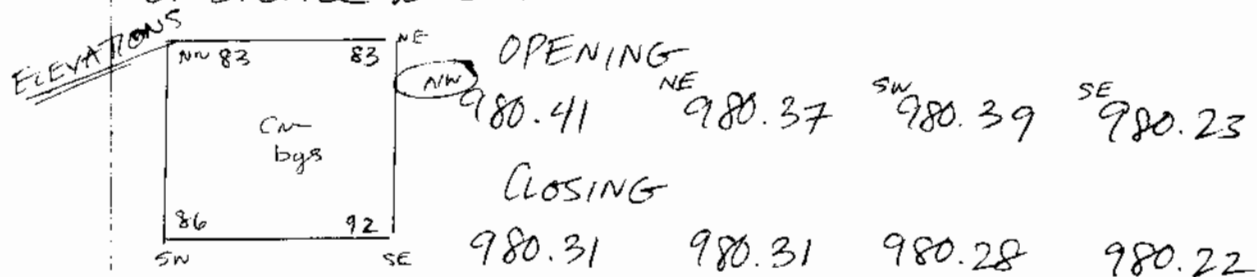 ELEVATIONS
NW 83 83 NE
OPENING
N/W 980.41 NE 980.37 SW 980.39 SE 980.23
Cm
bgs
CLOSING
86 92
SW SE
980.31 980.31 980.28 980.22